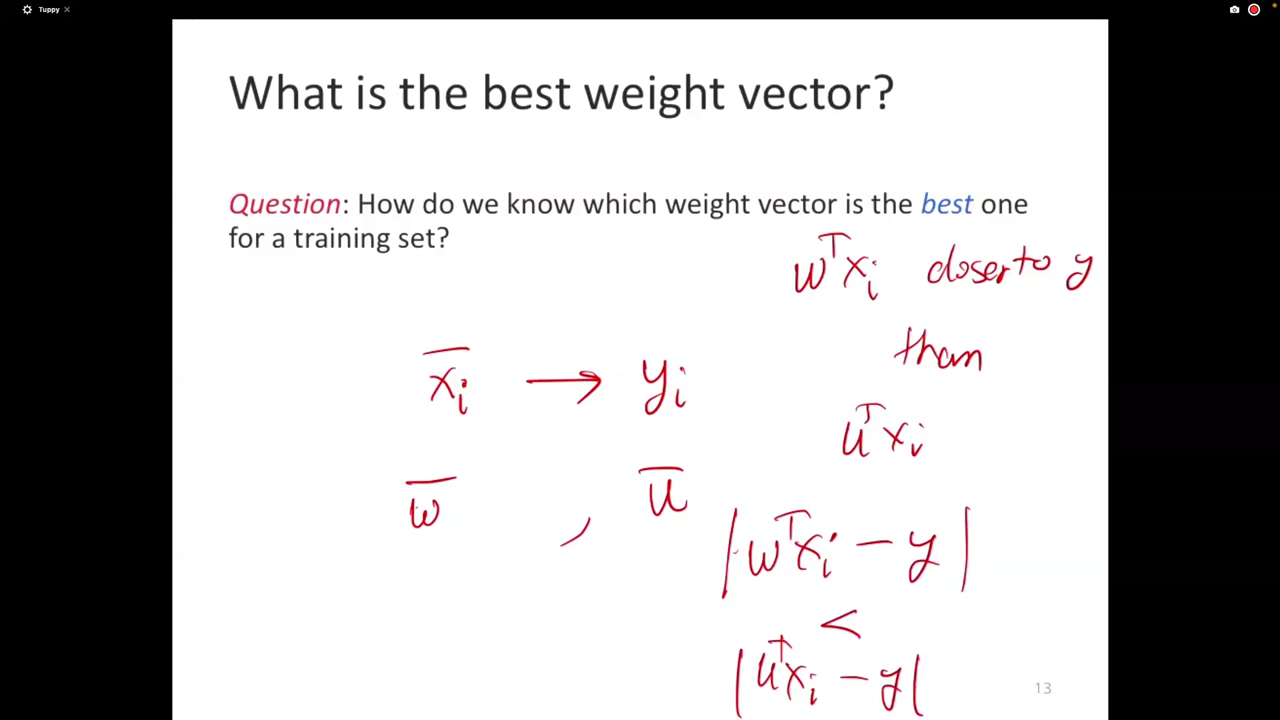 Tuppy
What is the best weight vector?
Question: How do we know which weight vector is the best one
for a training set?
wᵀxᵢ closer to y
than
x̄ᵢ → yᵢ
uᵀxᵢ
w̄ , ū
|wᵀxᵢ − y|
<
|uᵀxᵢ − y|
13